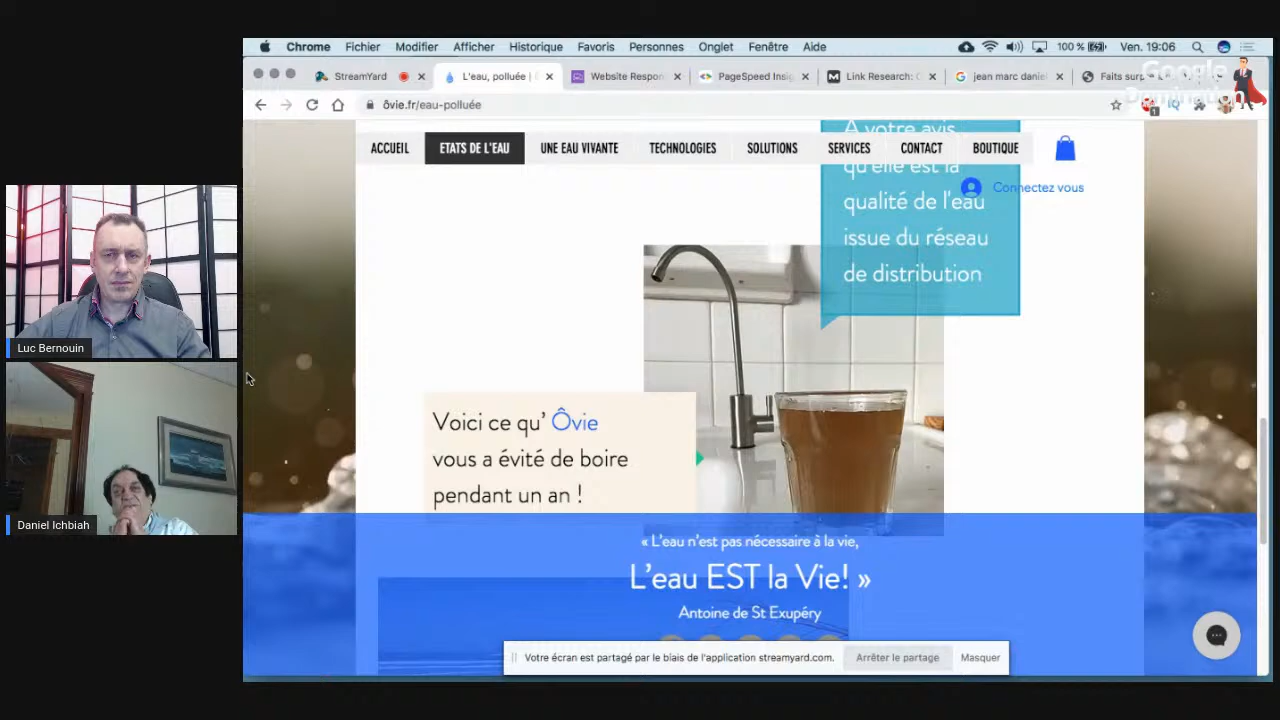 Chrome Fichier Modifier Afficher Historique Favoris Personnes Onglet Fenêtre Aide 100 % Ven. 19:06
StreamYard
L'eau, polluée |
Website Respon
PageSpeed Insig
Link Research:
jean marc daniel
Faits surp
Google
Domination
ôvie.fr/eau-polluée
IQ
1
A votre avis
ACCUEIL ETATS DE L'EAU UNE EAU VIVANTE TECHNOLOGIES SOLUTIONS SERVICES CONTACT BOUTIQUE
qu'elle est la
Connectez vous
qualité de l'eau
issue du réseau
de distribution
Luc Bernouin
Voici ce qu' Ôvie
vous a évité de boire
pendant un an !
Daniel Ichbiah
« L'eau n'est pas nécessaire à la vie,
L'eau EST la Vie! »
Antoine de St Exupéry
Votre écran est partagé par le biais de l'application streamyard.com. Arrêter le partage Masquer